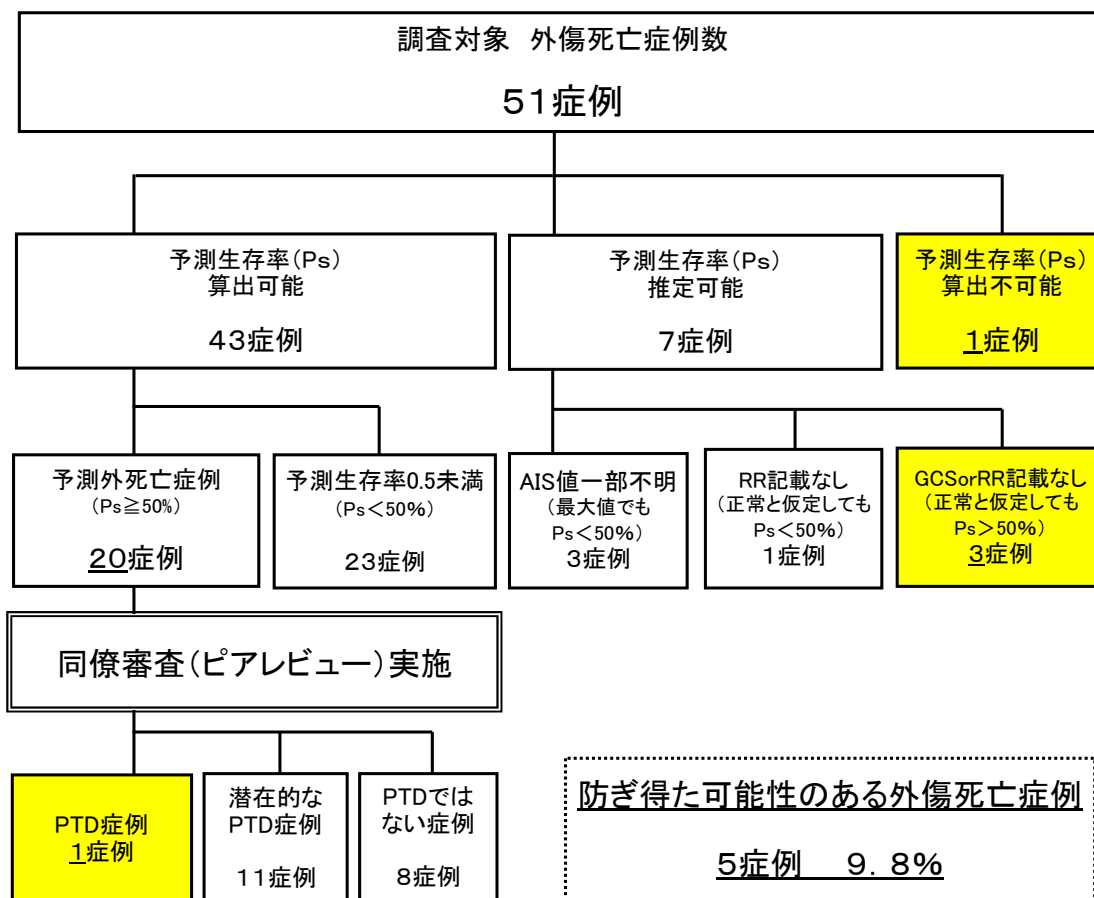 調査対象　外傷死亡症例数
51症例
予測生存率(Ps)
算出可能
43症例
予測生存率(Ps)
推定可能
7症例
予測生存率(Ps)
算出不可能
1症例
予測外死亡症例
(Ps≧50%)
20症例
予測生存率0.5未満
(Ps<50%)
23症例
AIS値一部不明
(最大値でも
Ps<50%)
3症例
RR記載なし
(正常と仮定しても
Ps<50%)
1症例
GCSorRR記載なし
(正常と仮定しても
Ps>50%)
3症例
同僚審査(ピアレビュー)実施
PTD症例
1症例
潜在的な
PTD症例
11症例
PTDでは
ない症例
8症例
防ぎ得た可能性のある外傷死亡症例
5症例　9.8%